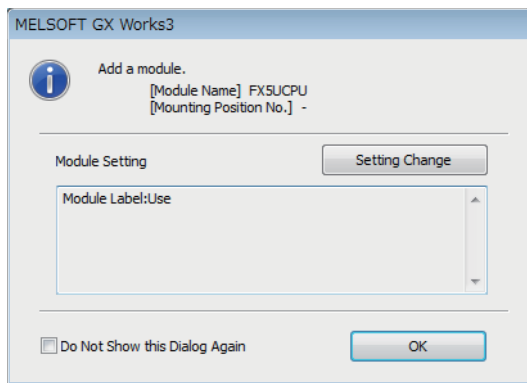 MELSOFT GX Works3
Add a module.
[Module Name] FX5UCPU
[Mounting Position No.] -
Module Setting
Setting Change
Module Label:Use
Do Not Show this Dialog Again
OK